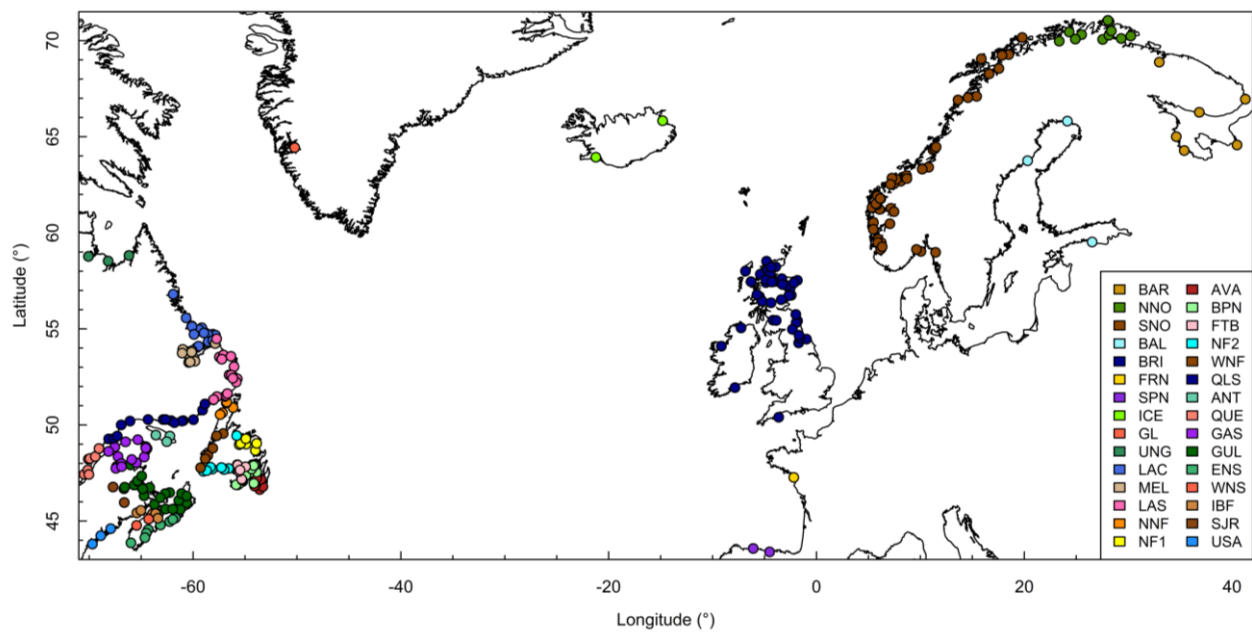 70
65
60
55
50
45
Latitude (°)
-60
-40
-20
0
20
40
Longitude (°)
BAR AVA
NNO BPN
SNO FTB
BAL NF2
BRI WNF
FRN QLS
SPN ANT
ICE QUE
GL GAS
UNG GUL
LAC ENS
MEL WNS
LAS IBF
NNF SJR
NF1 USA